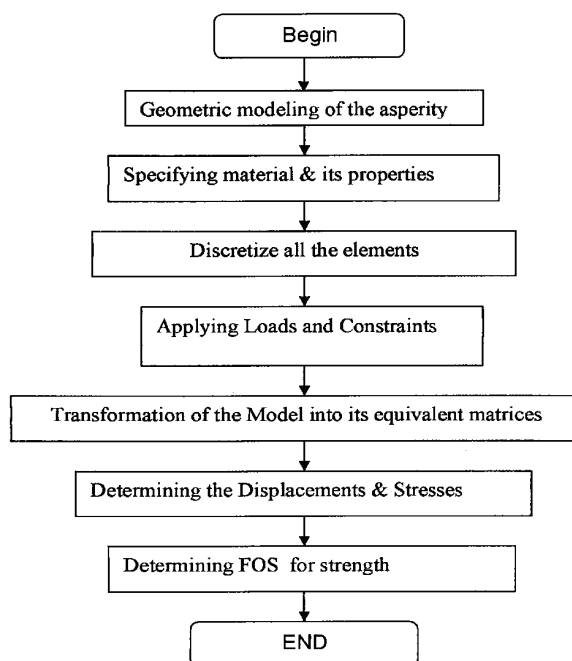 Begin
Geometric modeling of the asperity
Specifying material & its properties
Discretize all the elements
Applying Loads and Constraints
Transformation of the Model into its equivalent matrices
Determining the Displacements & Stresses
Determining FOS for strength
END